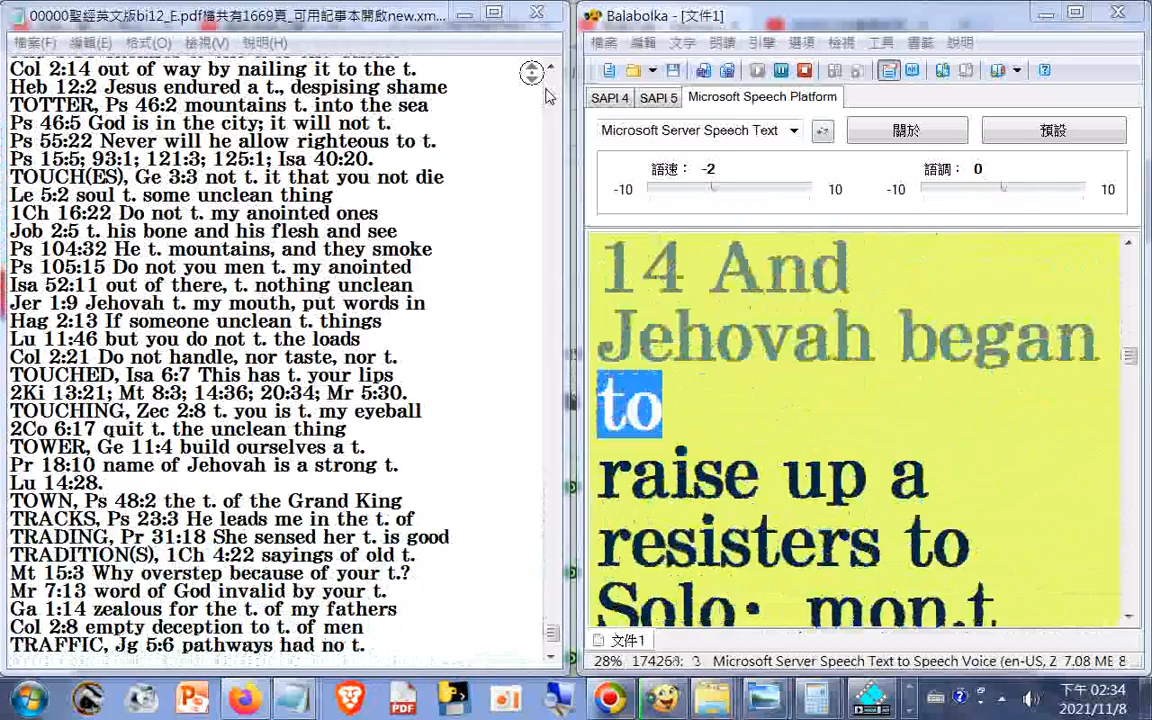 00000聖經英文版bi12_E.pdf檔共有1669頁_可用記事本開啟new.xm...
檔案(F) 編輯(E) 格式(O) 檢視(V) 說明(H)
Col 2:14 out of way by nailing it to the t.
Heb 12:2 Jesus endured a t., despising shame
TOTTER, Ps 46:2 mountains t. into the sea
Ps 46:5 God is in the city; it will not t.
Ps 55:22 Never will he allow righteous to t.
Ps 15:5; 93:1; 121:3; 125:1; Isa 40:20.
TOUCH(ES), Ge 3:3 not t. it that you not die
Le 5:2 soul t. some unclean thing
1Ch 16:22 Do not t. my anointed ones
Job 2:5 t. his bone and his flesh and see
Ps 104:32 He t. mountains, and they smoke
Ps 105:15 Do not you men t. my anointed
Isa 52:11 out of there, t. nothing unclean
Jer 1:9 Jehovah t. my mouth, put words in
Hag 2:13 If someone unclean t. things
Lu 11:46 but you do not t. the loads
Col 2:21 Do not handle, nor taste, nor t.
TOUCHED, Isa 6:7 This has t. your lips
2Ki 13:21; Mt 8:3; 14:36; 20:34; Mr 5:30.
TOUCHING, Zec 2:8 t. you is t. my eyeball
2Co 6:17 quit t. the unclean thing
TOWER, Ge 11:4 build ourselves a t.
Pr 18:10 name of Jehovah is a strong t.
Lu 14:28.
TOWN, Ps 48:2 the t. of the Grand King
TRACKS, Ps 23:3 He leads me in the t. of
TRADING, Pr 31:18 She sensed her t. is good
TRADITION(S), 1Ch 4:22 sayings of old t.
Mt 15:3 Why overstep because of your t.?
Mr 7:13 word of God invalid by your t.
Ga 1:14 zealous for the t. of my fathers
Col 2:8 empty deception to t. of men
TRAFFIC, Jg 5:6 pathways had no t.
Balabolka - [文件1]
檔案 編輯 文字 朗讀 引擎 選項 檢視 工具 書籤 說明
SAPI 4 SAPI 5 Microsoft Speech Platform
Microsoft Server Speech Text 關於 預設
語速: -2 語調: 0
-10 10 -10 10
14 And
Jehovah began
to
raise up a
resisters to
文件1
28% Microsoft Server Speech Text to Speech Voice (en-US, Z 7.08 MB 8
PDF
下午 02:34
2021/11/8